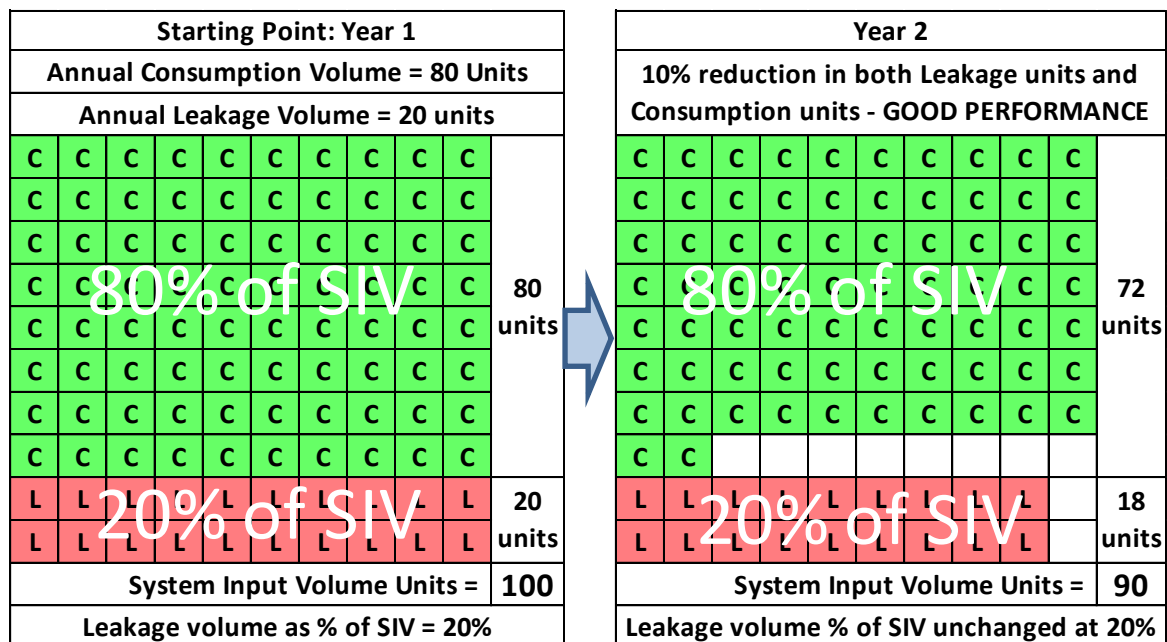 Starting Point: Year 1
Annual Consumption Volume = 80 Units
Annual Leakage Volume = 20 units
C C C C C C C C C C
C C C C C C C C C C
C C C C C C C C C C
C C C C C C C C C C
80% of SIV
80
units
C C C C C C C C C C
C C C C C C C C C C
C C C C C C C C C C
C C C C C C C C C C
L L L L L L L L L L
20% of SIV
20
units
L L L L L L L L L L
System Input Volume Units = 100
Leakage volume as % of SIV = 20%
Year 2
10% reduction in both Leakage units and
Consumption units - GOOD PERFORMANCE
C C C C C C C C C C
C C C C C C C C C C
C C C C C C C C C C
C C C C C C C C C C
80% of SIV
72
units
C C C C C C C C C C
C C C C C C C C C C
C C C C C C C C C C
C C
L L L L L L L L L
20% of SIV
18
units
L L L L L L L L L
System Input Volume Units = 90
Leakage volume % of SIV unchanged at 20%